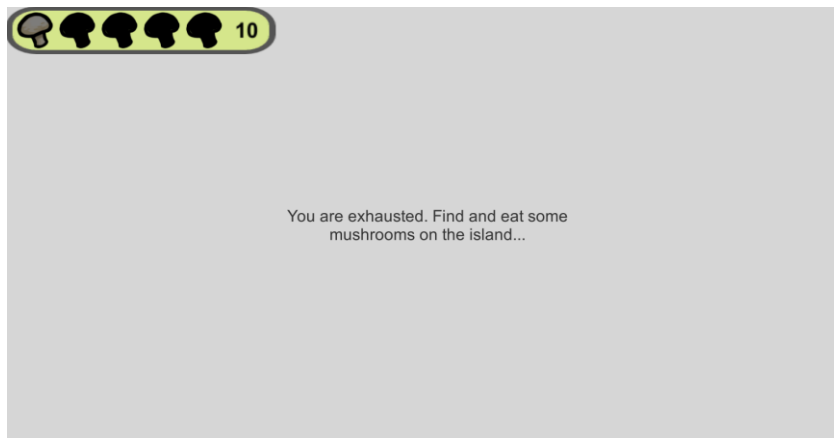 10
You are exhausted. Find and eat some
mushrooms on the island...